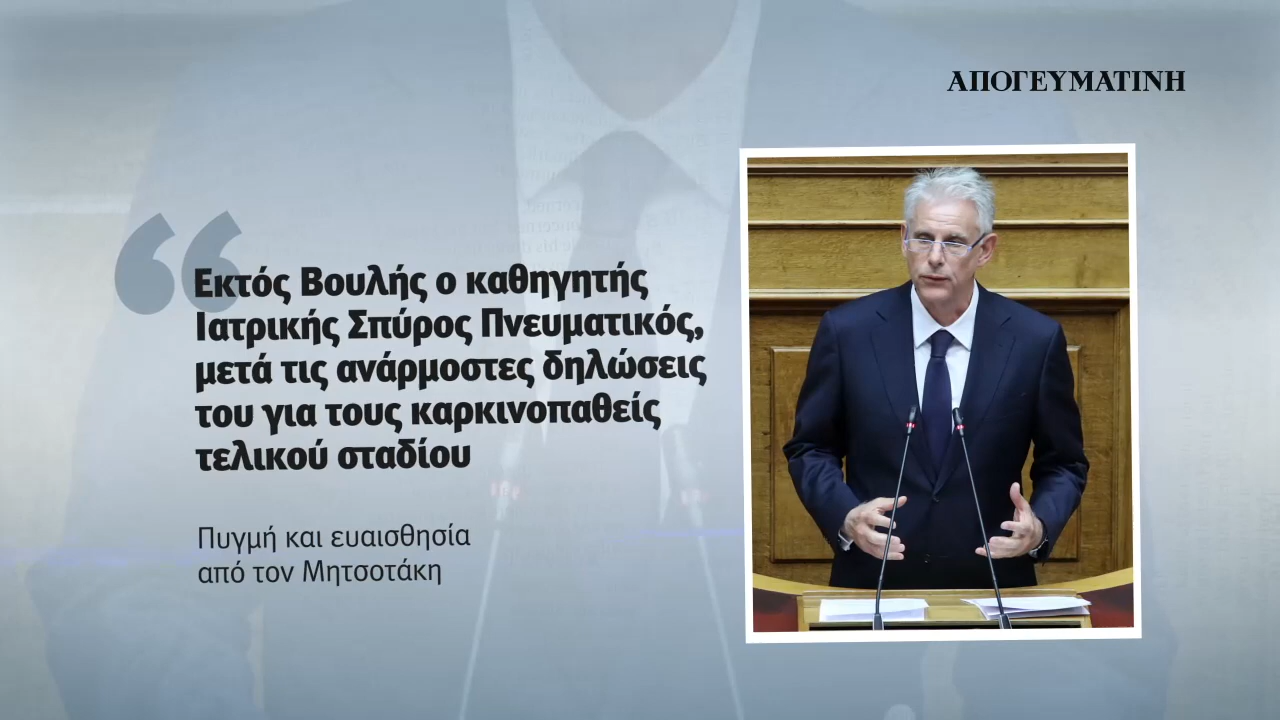 ΑΠΟΓΕΥΜΑΤΙΝΗ
Εκτός Βουλής ο καθηγητής
Ιατρικής Σπύρος Πνευματικός,
μετά τις ανάρμοστες δηλώσεις
του για τους καρκινοπαθείς
τελικού σταδίου
Πυγμή και ευαισθησία
από τον Μητσοτάκη